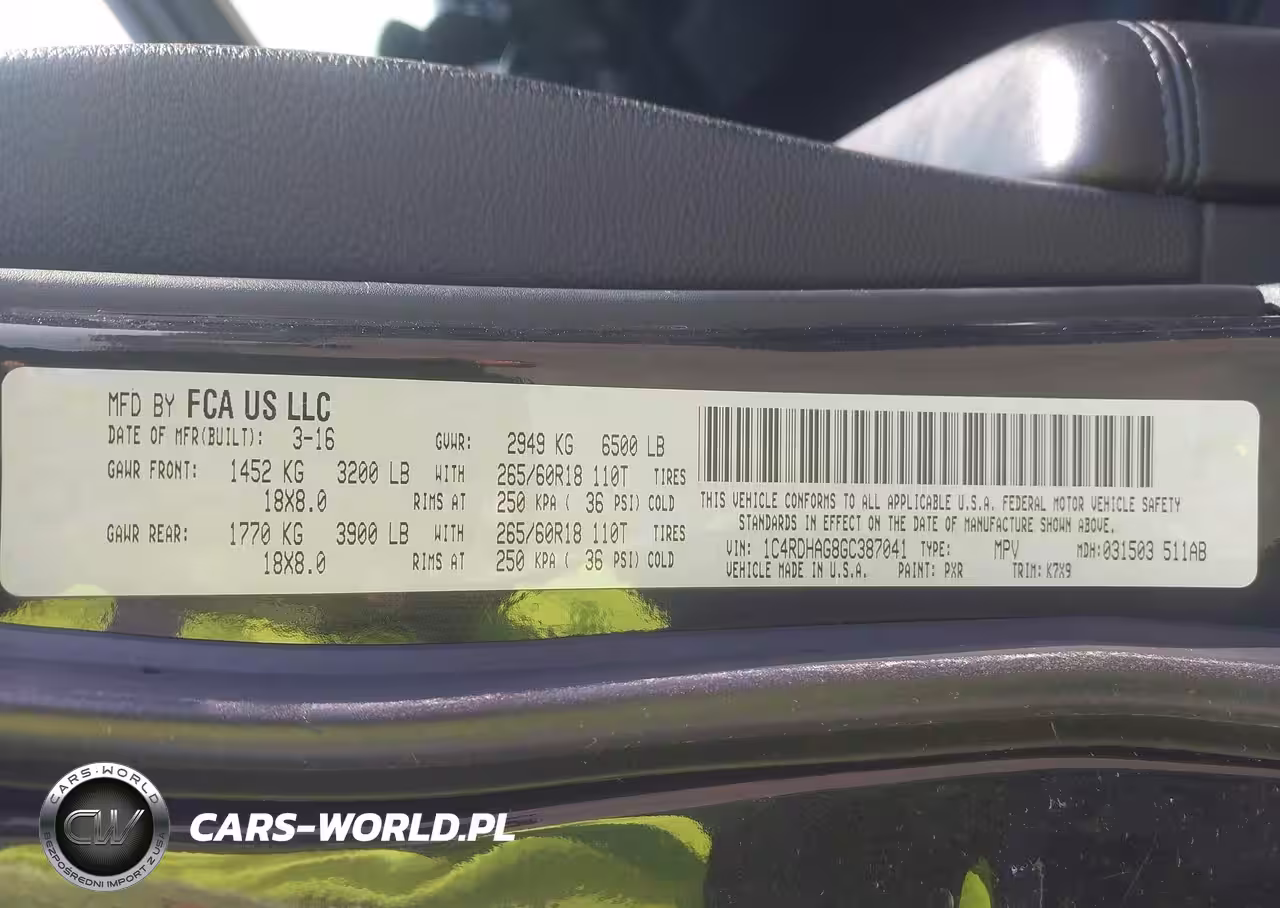 MFD BY FCA US LLC
DATE OF MFR(BUILT): 3-16 GVWR: 2949 KG 6500 LB
GAWR FRONT: 1452 KG 3200 LB WITH 265/60R18 110T TIRES
18X8.0 RIMS AT 250 KPA ( 36 PSI) COLD
GAWR REAR: 1770 KG 3900 LB WITH 265/60R18 110T TIRES
18X8.0 RIMS AT 250 KPA ( 36 PSI) COLD
THIS VEHICLE CONFORMS TO ALL APPLICABLE U.S.A. FEDERAL MOTOR VEHICLE SAFETY
STANDARDS IN EFFECT ON THE DATE OF MANUFACTURE SHOWN ABOVE.
VIN: 1C4RDHAG8GC387041 TYPE: MPV MDH:031503 511AB
VEHICLE MADE IN U.S.A. PAINT: PXR TRIM: K7X9
CARS-WORLD
CW
BEZPOŚREDNI IMPORT Z USA
CARS-WORLD.PL